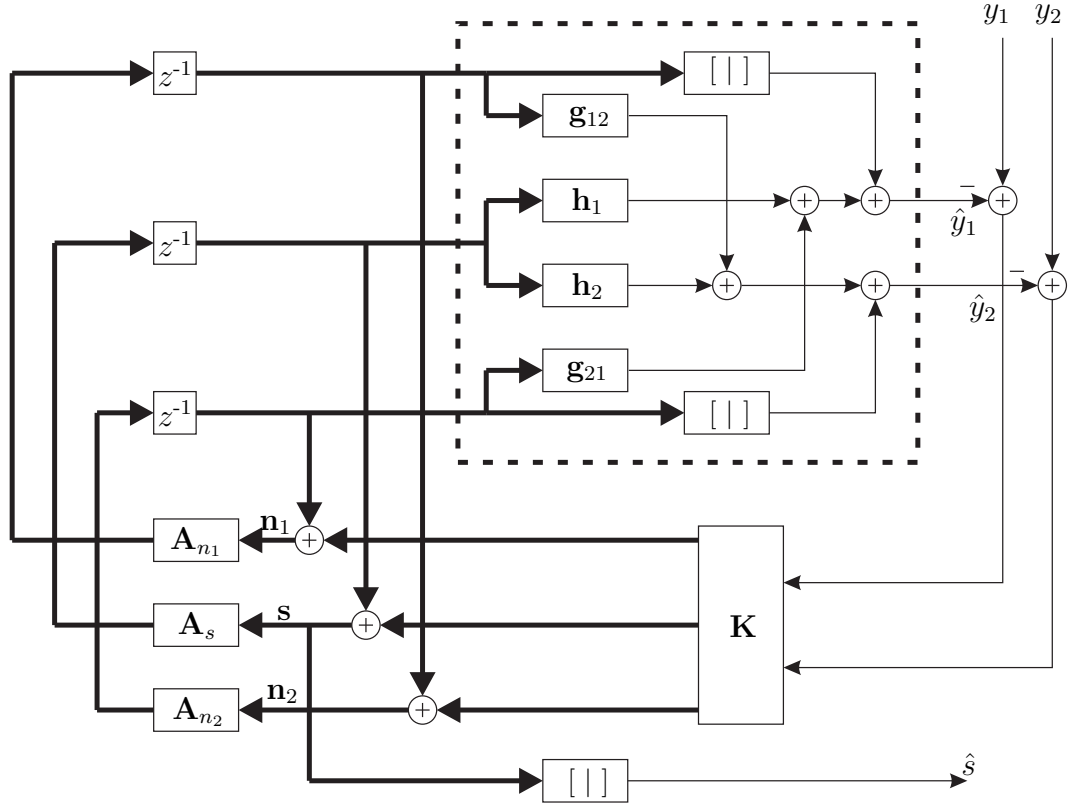 y₁ y₂
z⁻¹ [ | ]
g₁₂
h₁
ŷ₁
z⁻¹
h₂
ŷ₂
g₂₁
z⁻¹ [ | ]
Aₙ₁ n₁
Aₛ s K
Aₙ₂ n₂
[ | ] ŝ